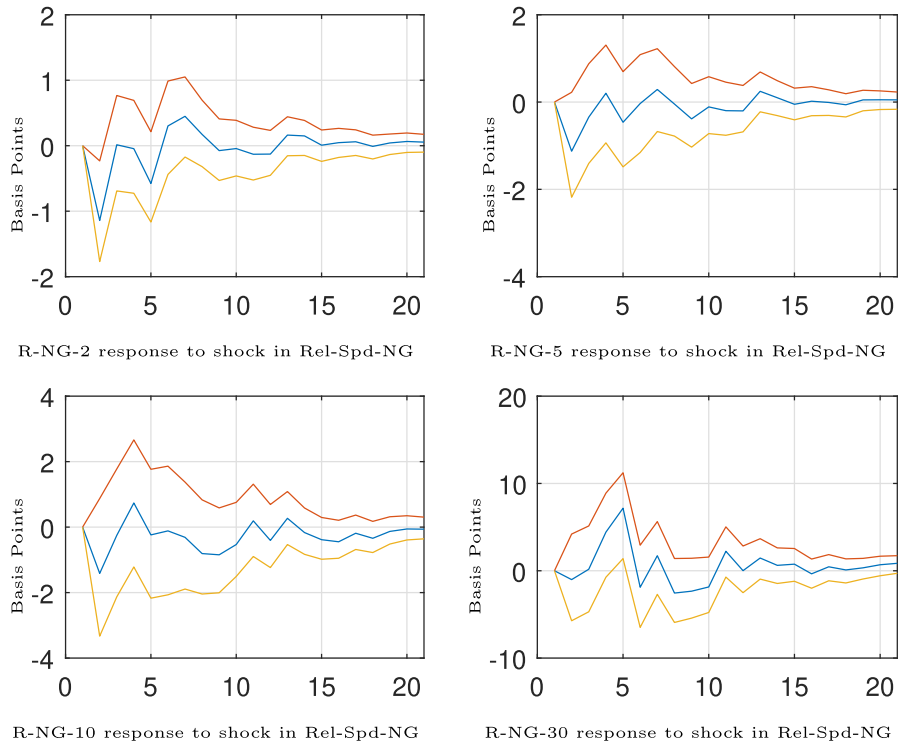 2
1
0
-1
-2
Basis Points
0 5 10 15 20
R-NG-2 response to shock in Rel-Spd-NG
2
0
-2
-4
Basis Points
0 5 10 15 20
R-NG-5 response to shock in Rel-Spd-NG
4
2
0
-2
-4
Basis Points
0 5 10 15 20
R-NG-10 response to shock in Rel-Spd-NG
20
10
0
-10
Basis Points
0 5 10 15 20
R-NG-30 response to shock in Rel-Spd-NG